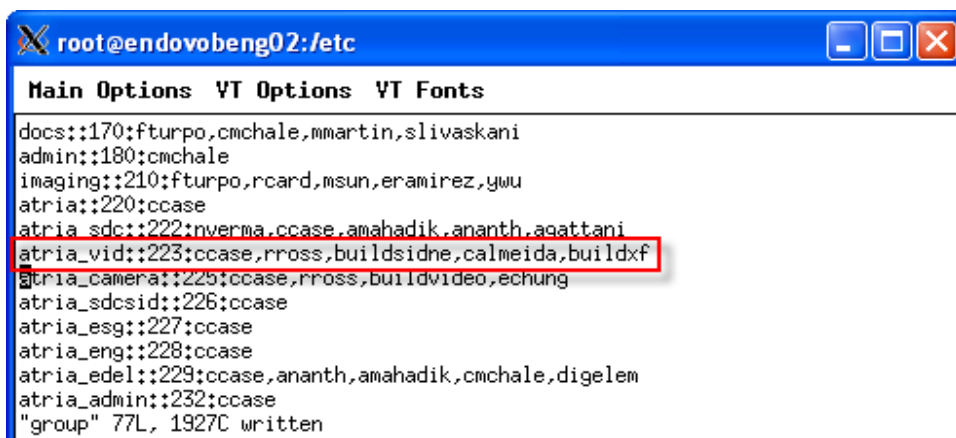 root@endovobeng02:/etc
Main Options VT Options VT Fonts
docs::170:fturpo,cmchale,mmartin,slivaskani
admin::180:cmchale
imaging::210:fturpo,rcard,msun,eramirez,ywu
atria::220:ccase
atria_sdc::222:nverma,ccase,amahadik,ananth,agattani
atria_vid::223:ccase,rross,buildsidne,calmeida,buildxf
atria_camera::225:ccase,rross,buildvideo,echung
atria_sdcsid::226:ccase
atria_esg::227:ccase
atria_eng::228:ccase
atria_edel::229:ccase,ananth,amahadik,cmchale,digelem
atria_admin::232:ccase
"group" 77L, 1927C written